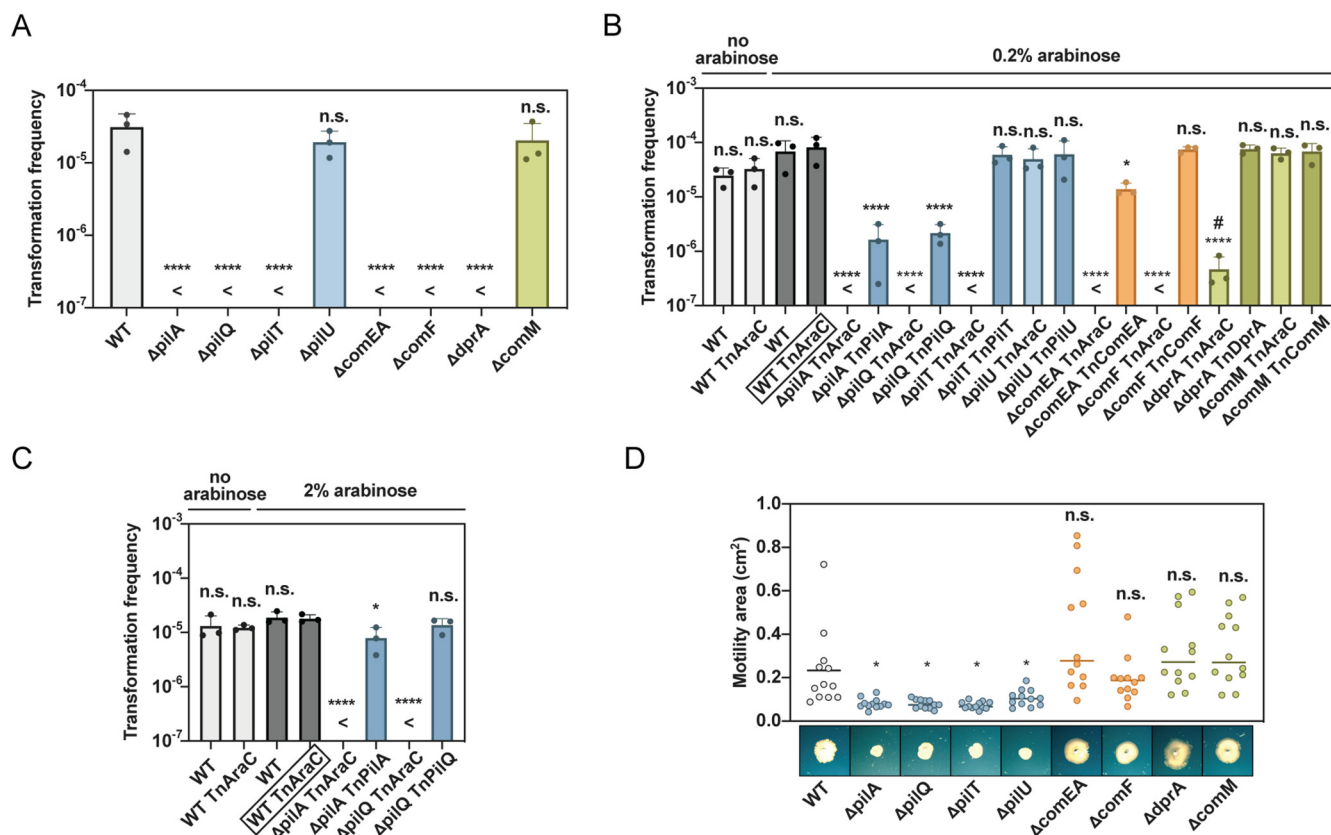 A
Transformation frequency
10-4
10-5
10-6
10-7
n.s.
n.s.
**** **** **** **** **** ****
< < < < < <
WT ΔpilA ΔpilQ ΔpilT ΔpilU ΔcomEA ΔcomF ΔdprA ΔcomM
B
no arabinose
0.2% arabinose
Transformation frequency
10-3
10-4
10-5
10-6
10-7
n.s. n.s. n.s. **** **** **** **** **** n.s. n.s. n.s. **** * **** n.s. # **** n.s. n.s. n.s.
< < < < <
WT
WT TnAraC
WT
WT TnAraC
ΔpilA TnAraC
ΔpilA TnPilA
ΔpilQ TnAraC
ΔpilQ TnPilQ
ΔpilT TnAraC
ΔpilT TnPilT
ΔpilU TnAraC
ΔpilU TnPilU
ΔcomEA TnAraC
ΔcomEA TnComEA
ΔcomF TnAraC
ΔcomF TnComF
ΔdprA TnAraC
ΔdprA TnDprA
ΔcomM TnAraC
ΔcomM TnComM
C
no arabinose
2% arabinose
Transformation frequency
10-3
10-4
10-5
10-6
10-7
n.s. n.s. n.s. **** * **** n.s.
< <
WT
WT TnAraC
WT
WT TnAraC
ΔpilA TnAraC
ΔpilA TnPilA
ΔpilQ TnAraC
ΔpilQ TnPilQ
D
Motility area (cm2)
1.0
0.8
0.6
0.4
0.2
0.0
* * * * n.s. n.s. n.s. n.s.
WT ΔpilA ΔpilQ ΔpilT ΔpilU ΔcomEA ΔcomF ΔdprA ΔcomM